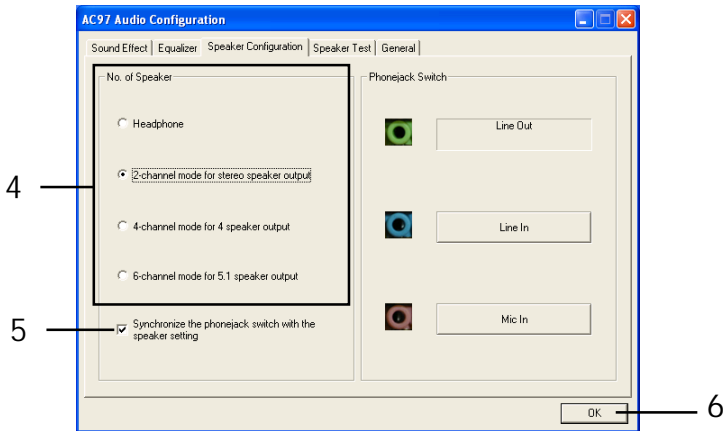 AC97 Audio Configuration
Sound Effect Equalizer Speaker Configuration Speaker Test General
No. of Speaker
Headphone
2-channel mode for stereo speaker output
4-channel mode for 4 speaker output
6-channel mode for 5.1 speaker output
Synchronize the phonejack switch with the
speaker setting
Phonejack Switch
Line Out
Line In
Mic In
OK
4
5
6